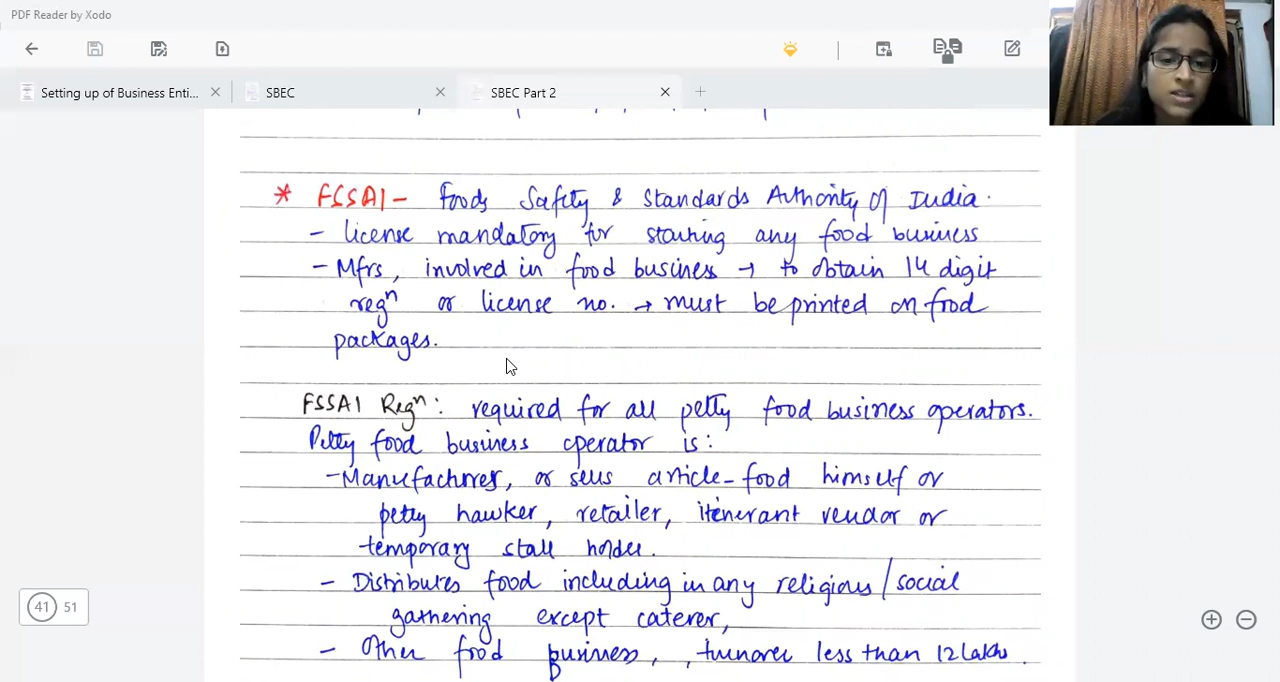 PDF Reader by Xodo
Setting up of Business Enti...
SBEC
SBEC Part 2
* FSSAI - Foods Safety & Standards Authority of India.
- license mandatory for starting any food business
- Mfrs, involved in food business → to obtain 14 digit
regⁿ or license no. → must be printed on food
packages.
FSSAI Regⁿ: required for all petty food business operators.
Petty food business operator is:
- Manufactures, or sells article-food himself or
petty hawker, retailer, itenerant vendor or
temporary stall holder.
- Distributes food including in any religious/social
gathering except caterer,
- Other food business, turnover less than 12 lakhs.
41 51